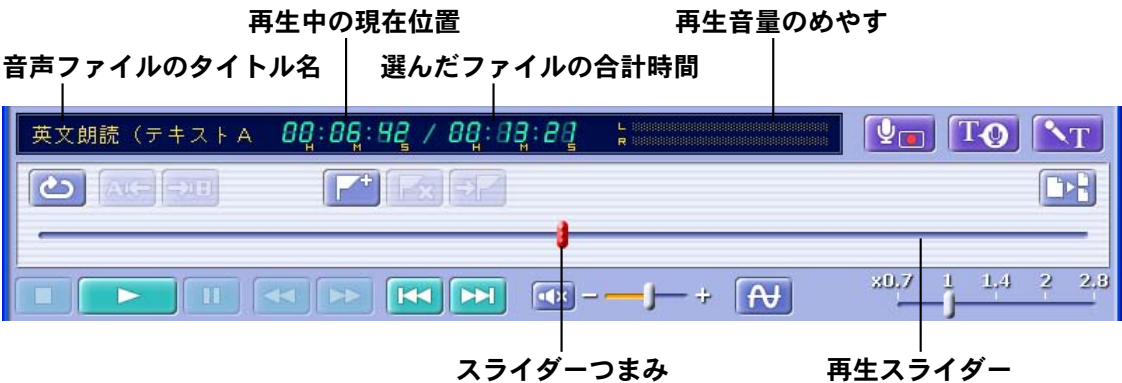 再生中の現在位置
再生音量のめやす
音声ファイルのタイトル名
選んだファイルの合計時間
英文朗読（テキストA 00:06:42 / 00:13:21 L
H M S H M S R
T T
A B
x0.7 1 1.4 2 2.8
- +
スライダーつまみ
再生スライダー